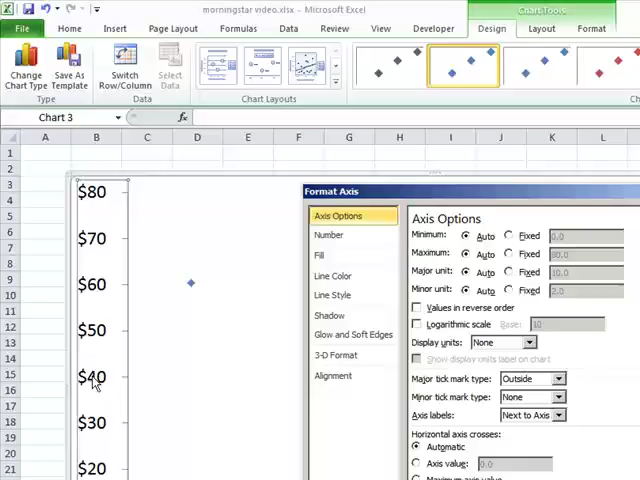 morningstar video.xlsx - Microsoft Excel
Chart Tools
File Home Insert Page Layout Formulas Data Review View Developer Design Layout Format
Change Chart Type
Save As Template
Switch Row/Column
Select Data
Type Data Chart Layouts
Chart 3 fx
A B C D E F G H I J K L
1
2
3
4
5
6
7
8
9
10
11
12
13
14
15
16
17
18
19
20
21
$80
$70
$60
$50
$40
$30
$20
Format Axis
Axis Options
Number
Fill
Line Color
Line Style
Shadow
Glow and Soft Edges
3-D Format
Alignment
Axis Options
Minimum: Auto Fixed 0.0
Maximum: Auto Fixed 80.0
Major unit: Auto Fixed 10.0
Minor unit: Auto Fixed 2.0
Values in reverse order
Logarithmic scale Base: 10
Display units: None
Show display units label on chart
Major tick mark type: Outside
Minor tick mark type: None
Axis labels: Next to Axis
Horizontal axis crosses:
Automatic
Axis value: 0.0
Maximum axis value